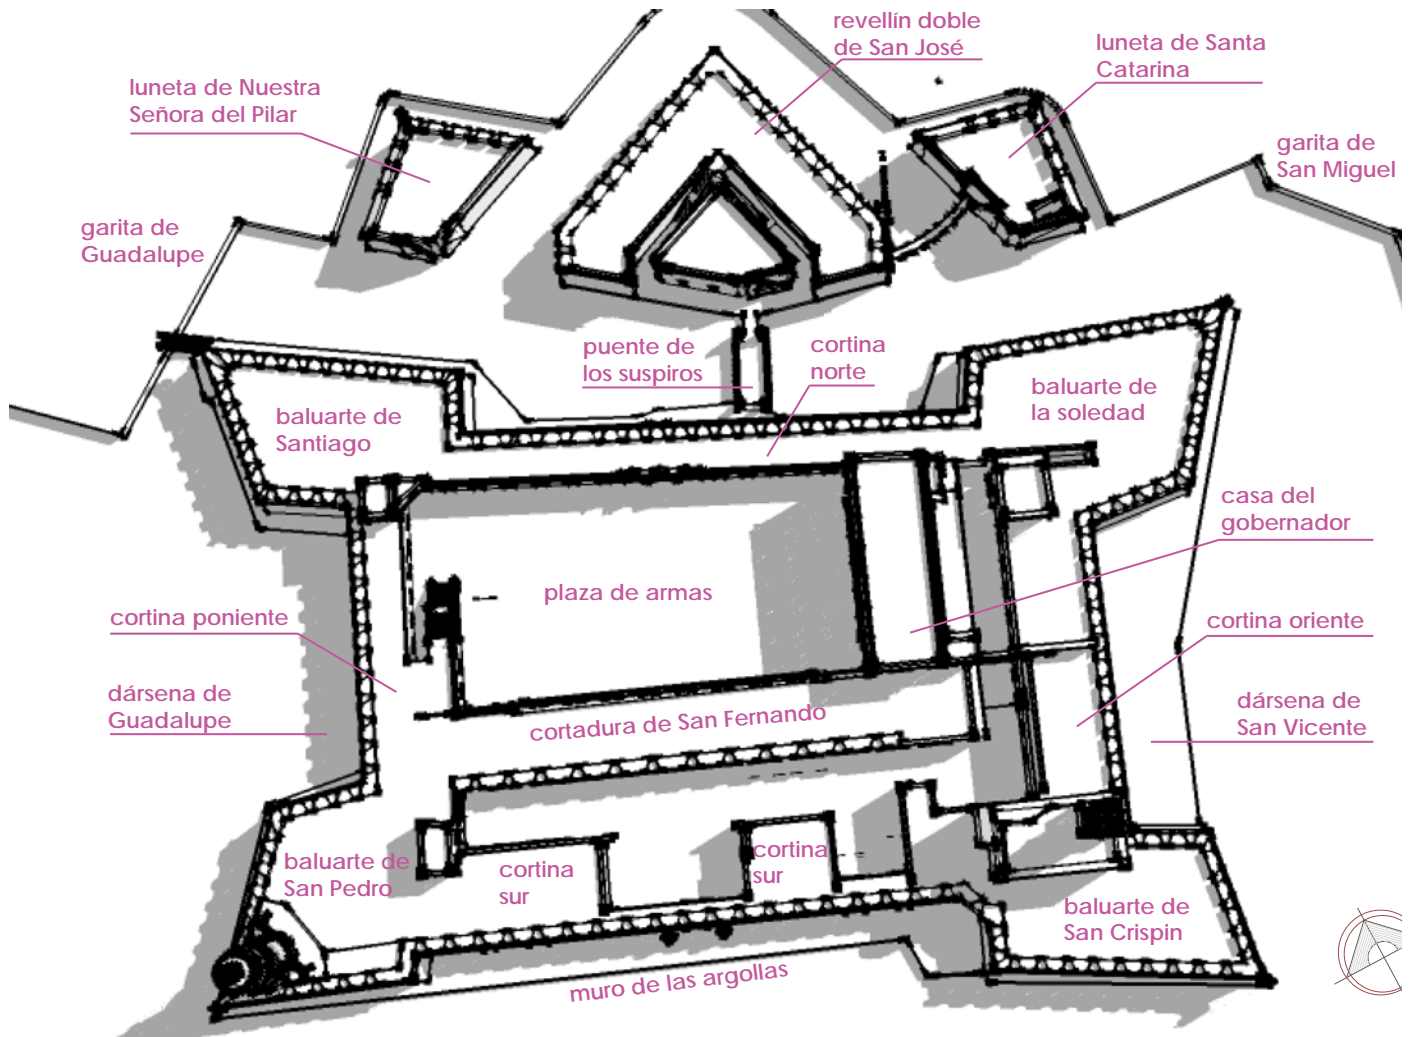 revellín doble
de San José
luneta de Santa
Catarina
luneta de Nuestra
Señora del Pilar
garita de
San Miguel
garita de
Guadalupe
puente de
los suspiros
cortina
norte
baluarte de
la soledad
baluarte de
Santiago
casa del
gobernador
plaza de armas
cortina poniente
cortina oriente
dársena de
Guadalupe
cortadura de San Fernando
dársena de
San Vicente
baluarte de
San Pedro
cortina
sur
cortina
sur
baluarte de
San Crispin
muro de las argollas